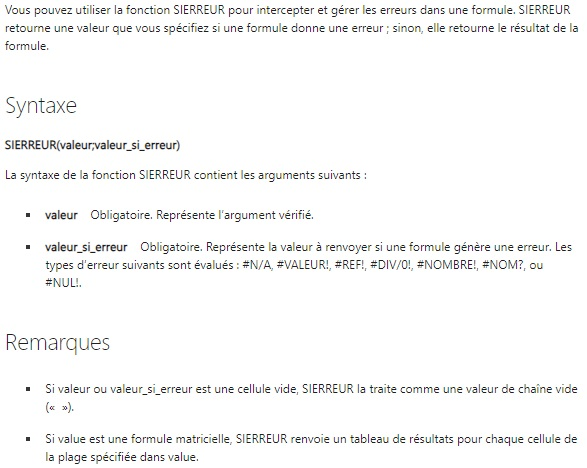 Vous pouvez utiliser la fonction SIERREUR pour intercepter et gérer les erreurs dans une formule. SIERREUR
retourne une valeur que vous spécifiez si une formule donne une erreur ; sinon, elle retourne le résultat de la
formule.
Syntaxe
SIERREUR(valeur;valeur_si_erreur)
La syntaxe de la fonction SIERREUR contient les arguments suivants :
▪ valeur Obligatoire. Représente l'argument vérifié.
▪ valeur_si_erreur Obligatoire. Représente la valeur à renvoyer si une formule génère une erreur. Les
types d'erreur suivants sont évalués : #N/A, #VALEUR!, #REF!, #DIV/0!, #NOMBRE!, #NOM?, ou
#NUL!.
Remarques
▪ Si valeur ou valeur_si_erreur est une cellule vide, SIERREUR la traite comme une valeur de chaîne vide
(« »).
▪ Si value est une formule matricielle, SIERREUR renvoie un tableau de résultats pour chaque cellule de
la plage spécifiée dans value.